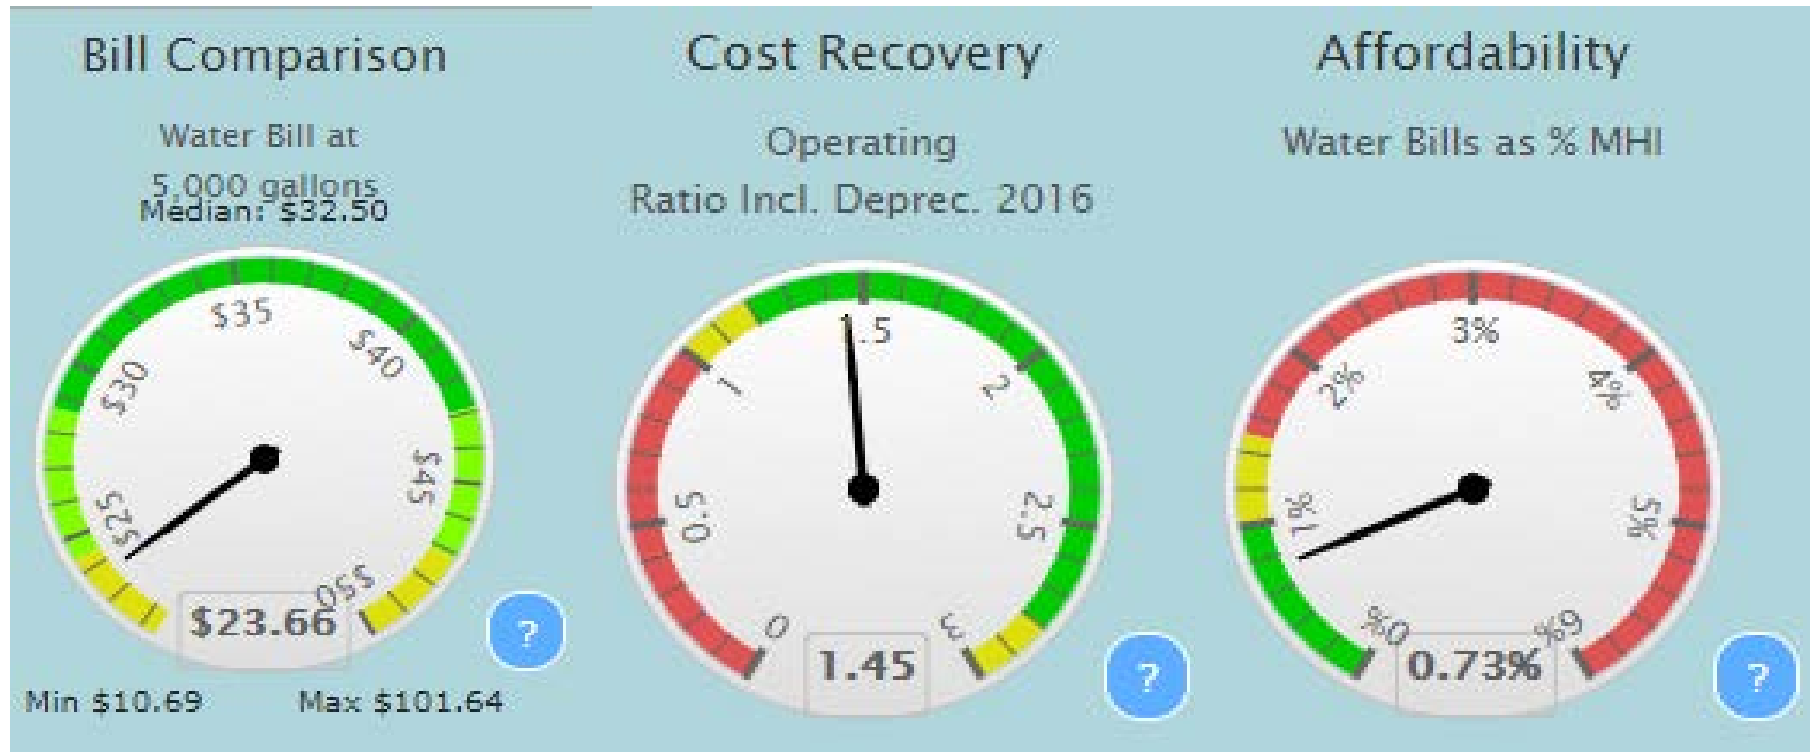 Bill Comparison
Water Bill at
5,000 gallons
Median: $32.50
$25
$30
$35
$40
$45
$50
$23.66
?
Min $10.69
Max $101.64
Cost Recovery
Operating
Ratio Incl. Deprec. 2016
0
0.5
1
1.5
2
2.5
3
1.45
?
Affordability
Water Bills as % MHI
0%
1%
2%
3%
4%
5%
6%
0.73%
?